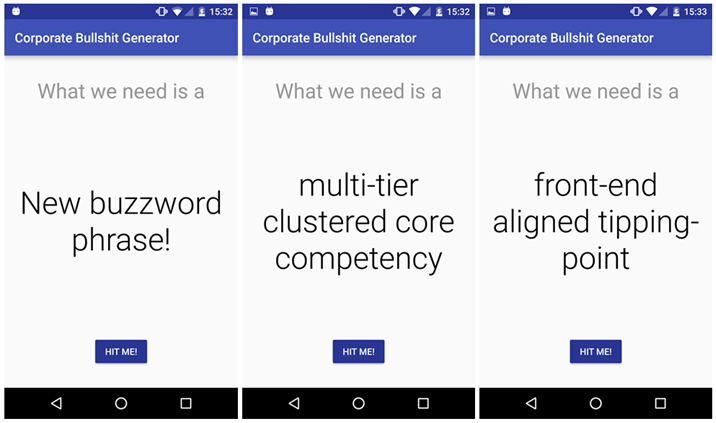 15:32
Corporate Bullshit Generator
What we need is a
New buzzword
phrase!
HIT ME!
15:32
Corporate Bullshit Generator
What we need is a
multi-tier
clustered core
competency
HIT ME!
15:33
Corporate Bullshit Generator
What we need is a
front-end
aligned tipping-
point
HIT ME!